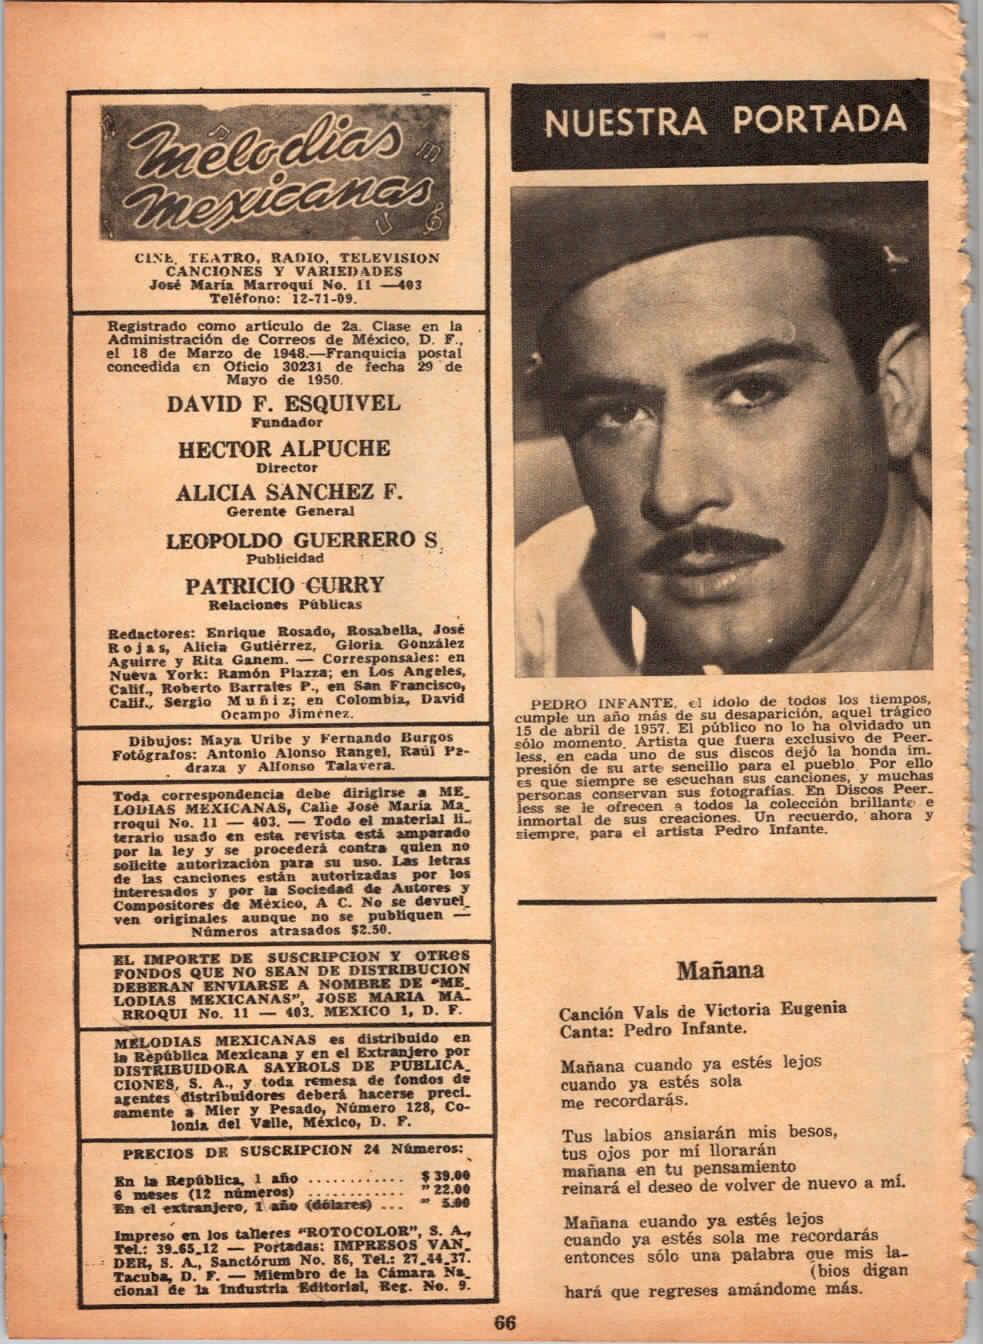 Melodias
Mexicanas
CINE, TEATRO, RADIO, TELEVISION
CANCIONES Y VARIEDADES
José María Marroquí No. 11 —403
Teléfono: 12-71-09.
Registrado como artículo de 2a. Clase en la
Administración de Correos de México, D. F.,
el 18 de Marzo de 1948.—Franquicia postal
concedida en Oficio 30231 de fecha 29 de
Mayo de 1950.
DAVID F. ESQUIVEL
Fundador
HECTOR ALPUCHE
Director
ALICIA SANCHEZ F.
Gerente General
LEOPOLDO GUERRERO S.
Publicidad
PATRICIO CURRY
Relaciones Públicas
Redactores: Enrique Rosado, Rosabella, José
Rojas, Alicia Gutiérrez, Gloria González
Aguirre y Rita Ganem. — Corresponsales: en
Nueva York: Ramón Piazza; en Los Angeles,
Calif., Roberto Barrales P., en San Francisco,
Calif., Sergio Muñiz; en Colombia, David
Ocampo Jiménez.
Dibujos: Maya Uribe y Fernando Burgos
Fotógrafos: Antonio Alonso Rangel, Raúl Pe-
draza y Alfonso Talavera.
Toda correspondencia debe dirigirse a ME-
LODIAS MEXICANAS, Calle José María Ma-
rroquí No. 11 — 403. — Todo el material li-
terario usado en esta revista está amparado
por la ley y se procederá contra quien no
solicite autorización para su uso. Las letras
de las canciones están autorizadas por los
interesados y por la Sociedad de Autores y
Compositores de México, A C. No se devuel-
ven originales aunque no se publiquen —
Números atrasados $2.50.
EL IMPORTE DE SUSCRIPCION Y OTROS
FONDOS QUE NO SEAN DE DISTRIBUCION
DEBERAN ENVIARSE A NOMBRE DE "ME-
LODIAS MEXICANAS", JOSE MARIA MA-
RROQUI No. 11 — 403. MEXICO 1, D. F.
MELODIAS MEXICANAS es distribuido en
la República Mexicana y en el Extranjero por
DISTRIBUIDORA SAYROLS DE PUBLICA-
CIONES, S. A., y toda remesa de fondos de
agentes distribuidores deberá hacerse preci-
samente a Mier y Pesado, Número 128, Co-
lonia del Valle, México, D. F.
PRECIOS DE SUSCRIPCION 24 Números:
En la República, 1 año ............ $ 39.00
6 meses (12 números) ............ " 22.00
En el extranjero, 1 año (dólares) ... " 5.00
Impreso en los talleres "ROTOCOLOR", S. A.,
Tel.: 39-65-12 — Portadas: IMPRESOS VAN-
DER, S. A., Sanctórum No. 86, Tel.: 27-44-37.
Tacuba, D. F. — Miembro de la Cámara Na-
cional de la Industria Editorial, Reg. No. 9.
NUESTRA PORTADA
PEDRO INFANTE, el ídolo de todos los tiempos,
cumple un año más de su desaparición, aquel trágico
15 de abril de 1957. El público no lo ha olvidado un
sólo momento. Artista que fuera exclusivo de Peer-
less, en cada uno de sus discos dejó la honda im-
presión de su arte sencillo para el pueblo. Por ello
es que siempre se escuchan sus canciones, y muchas
personas conservan sus fotografías. En Discos Peer-
less se le ofrecen a todos la colección brillante e
inmortal de sus creaciones. Un recuerdo, ahora y
siempre, para el artista Pedro Infante.
Mañana
Canción Vals de Victoria Eugenia
Canta: Pedro Infante.
Mañana cuando ya estés lejos
cuando ya estés sola
me recordarás.
Tus labios ansiarán mis besos,
tus ojos por mí llorarán
mañana en tu pensamiento
reinará el deseo de volver de nuevo a mí.
Mañana cuando ya estés lejos
cuando ya estés sola me recordarás
entonces sólo una palabra que mis la-
(bios digan
hará que regreses amándome más.
66